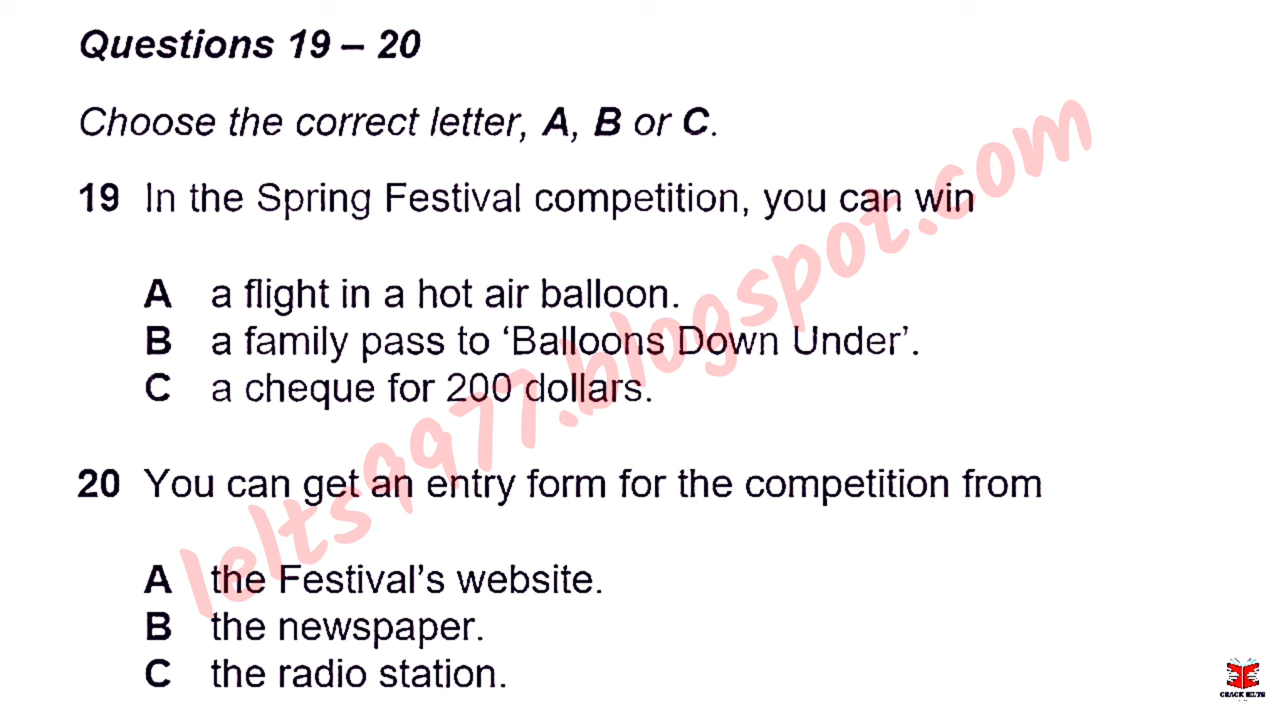 Questions 19 – 20
Choose the correct letter, A, B or C.
19 In the Spring Festival competition, you can win
A a flight in a hot air balloon.
B a family pass to ‘Balloons Down Under’.
C a cheque for 200 dollars.
20 You can get an entry form for the competition from
A the Festival’s website.
B the newspaper.
C the radio station.
Ielts9977.blogspot.com
CRACK IELTS